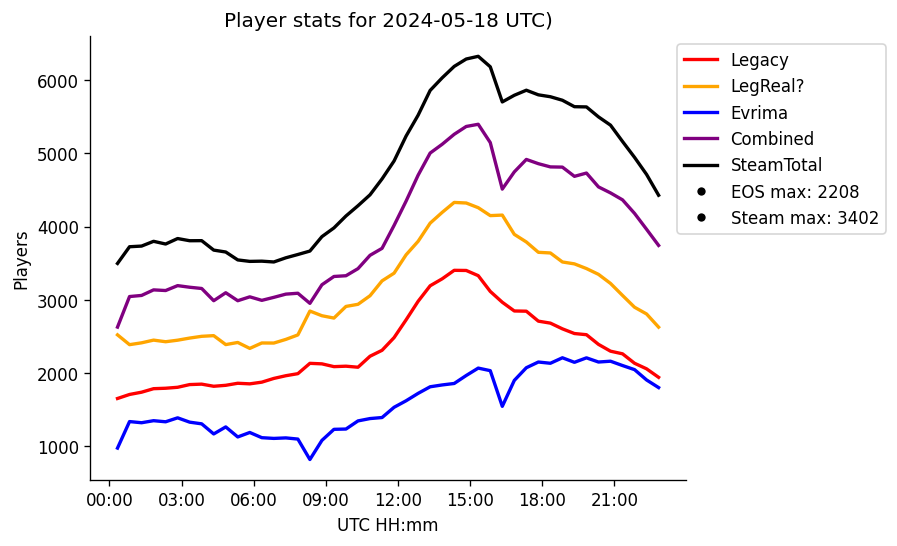 Player stats for 2024-05-18 UTC)
Players
6000
5000
4000
3000
2000
1000
00:00 03:00 06:00 09:00 12:00 15:00 18:00 21:00
UTC HH:mm
Legacy
LegReal?
Evrima
Combined
SteamTotal
EOS max: 2208
Steam max: 3402